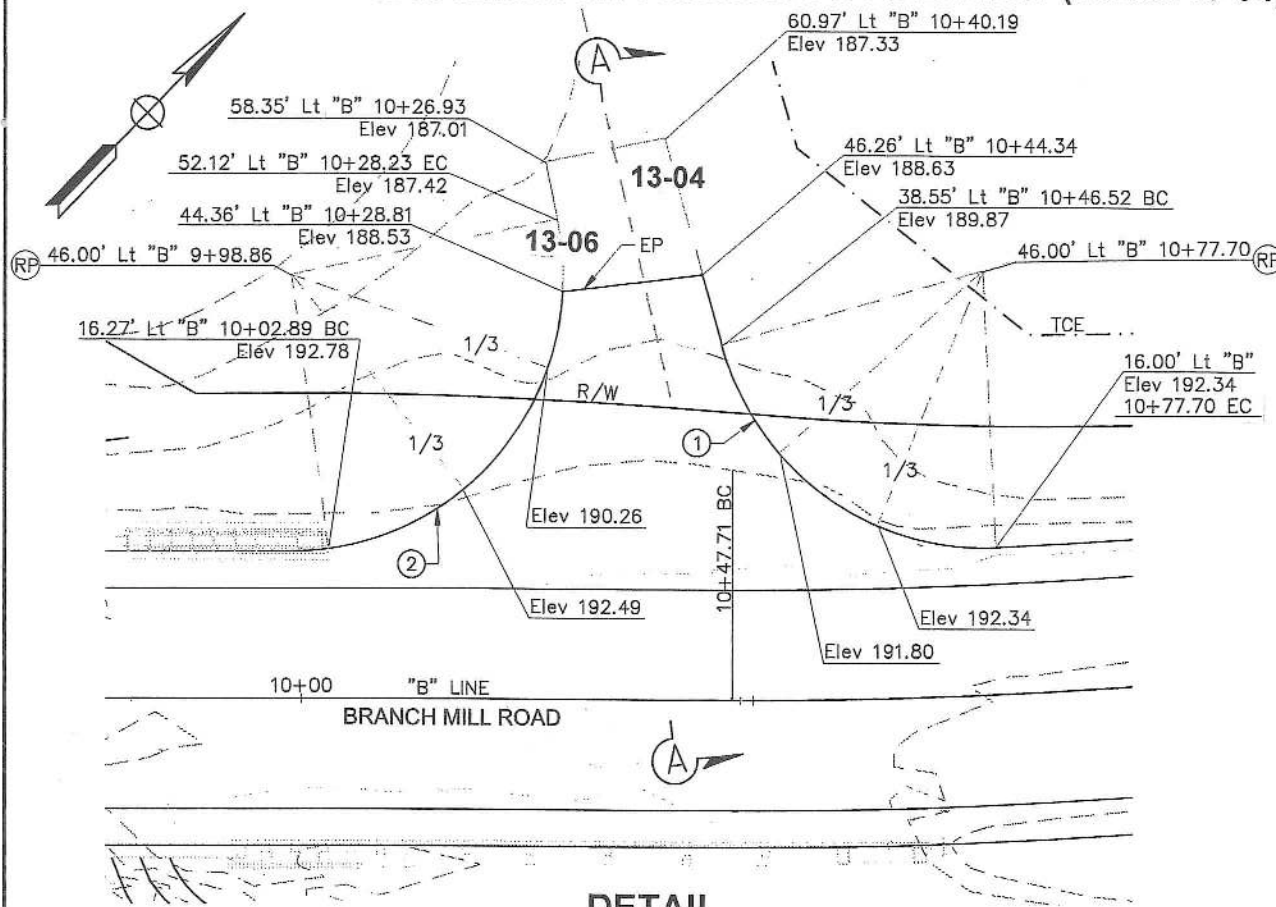 60.97' Lt "B" 10+40.19
Elev 187.33
A
58.35' Lt "B" 10+26.93
Elev 187.01
46.26' Lt "B" 10+44.34
Elev 188.63
52.12' Lt "B" 10+28.23 EC
Elev 187.42
13-04
38.55' Lt "B" 10+46.52 BC
Elev 189.87
44.36' Lt "B" 10+28.81
Elev 188.53
13-06
EP
RP 46.00' Lt "B" 9+98.86
46.00' Lt "B" 10+77.70 RP
16.27' Lt "B" 10+02.89 BC
Elev 192.78
TCE
1/3
16.00' Lt "B"
Elev 192.34
10+77.70 EC
R/W
1/3
1/3
1
1/3
10+47.71 BC
Elev 190.26
2
Elev 192.49
Elev 192.34
Elev 191.80
10+00 "B" LINE
BRANCH MILL ROAD
A
DETAIL